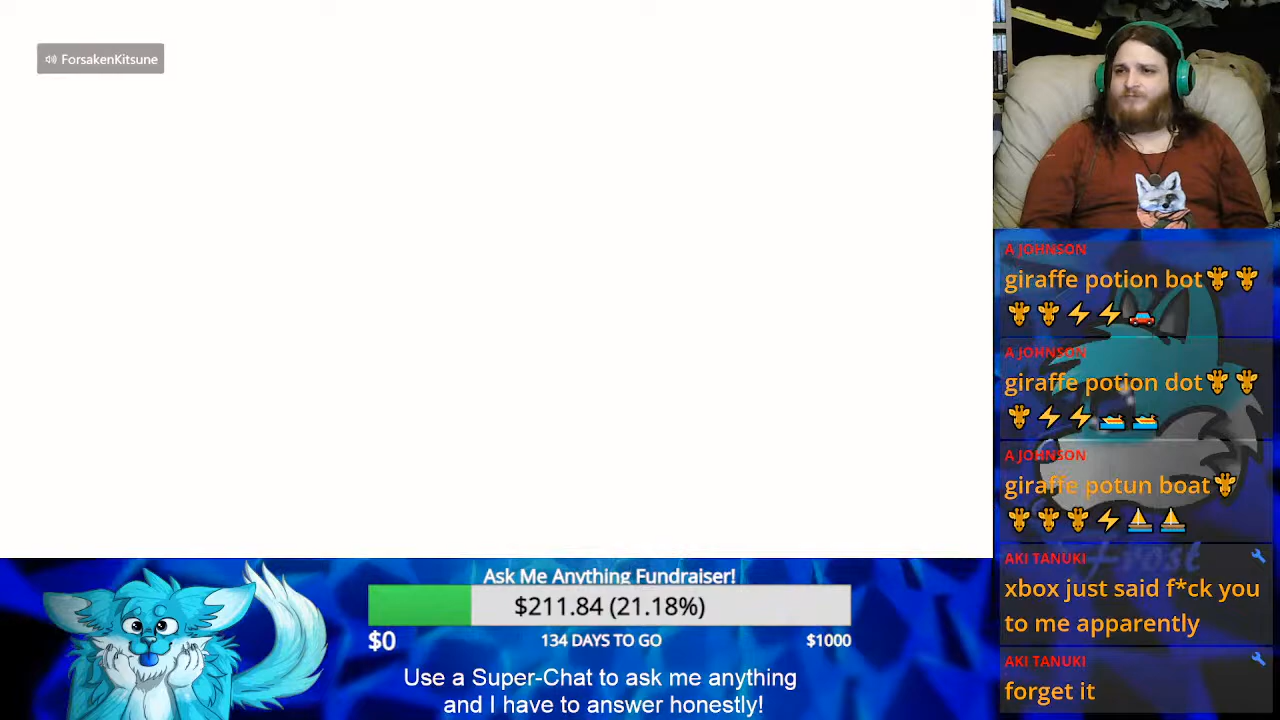 ForsakenKitsune
A JOHNSON
giraffe potion bot🦒🦒
🦒🦒⚡⚡🚗
A JOHNSON
giraffe potion dot🦒🦒
🦒⚡⚡🚤🚤
A JOHNSON
giraffe potun boat🦒
🦒🦒🦒⚡⛵⛵
AKI TANUKI
xbox just said f*ck you
to me apparently
AKI TANUKI
forget it
Frost
Ask Me Anything Fundraiser!
$211.84 (21.18%)
$0 134 DAYS TO GO $1000
Use a Super-Chat to ask me anything
and I have to answer honestly!